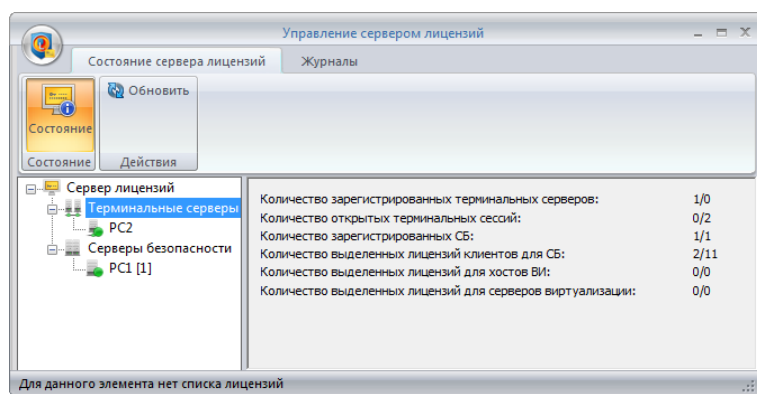 Управление сервером лицензий
Состояние сервера лицензий Журналы
Состояние
Обновить
Состояние Действия
Сервер лицензий
Терминальные серверы
PC2
Серверы безопасности
PC1 [1]
Количество зарегистрированных терминальных серверов: 1/0
Количество открытых терминальных сессий: 0/2
Количество зарегистрированных СБ: 1/1
Количество выделенных лицензий клиентов для СБ: 2/11
Количество выделенных лицензий для хостов ВИ: 0/0
Количество выделенных лицензий для серверов виртуализации: 0/0
Для данного элемента нет списка лицензий